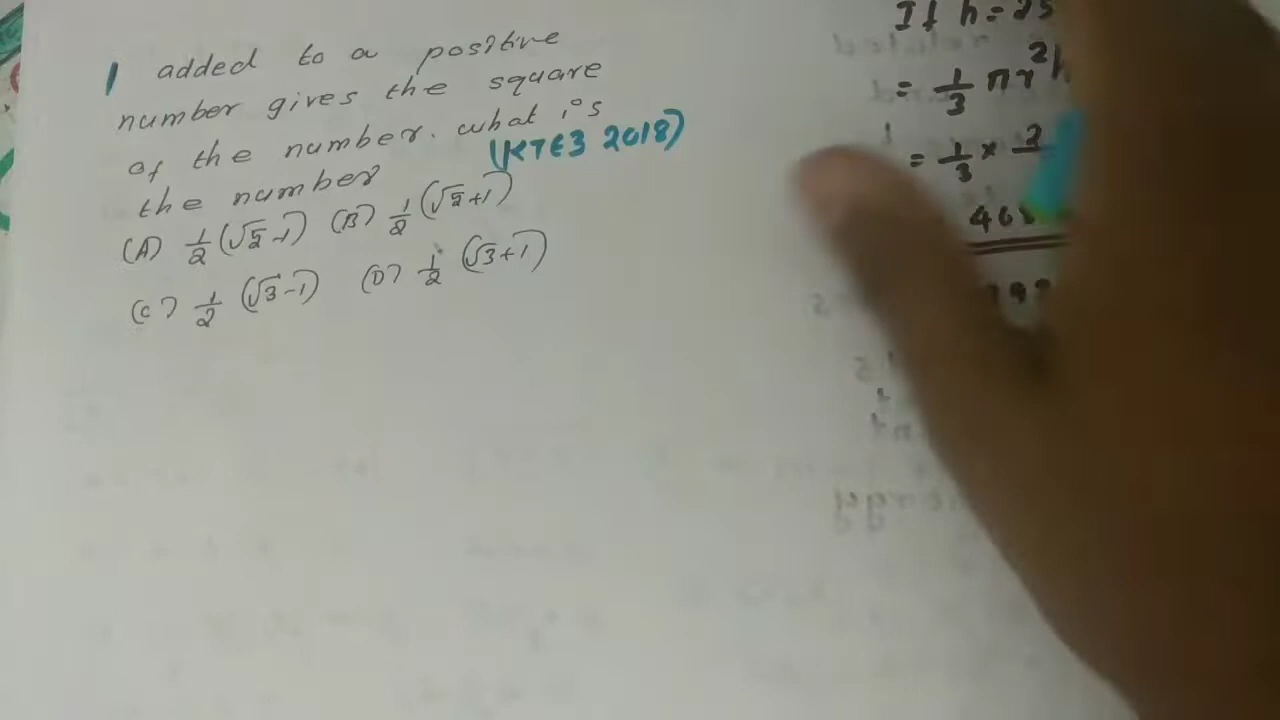 1 added to a positive
number gives the square
of the number. what is
the number (KTE3 2018)
(A) 1/2 (√5-1) (B) 1/2 (√5+1)
(C) 1/2 (√3-1) (D) 1/2 (√3+1)
If h = 25
= 1/3 πr²h
= 1/3 × 2